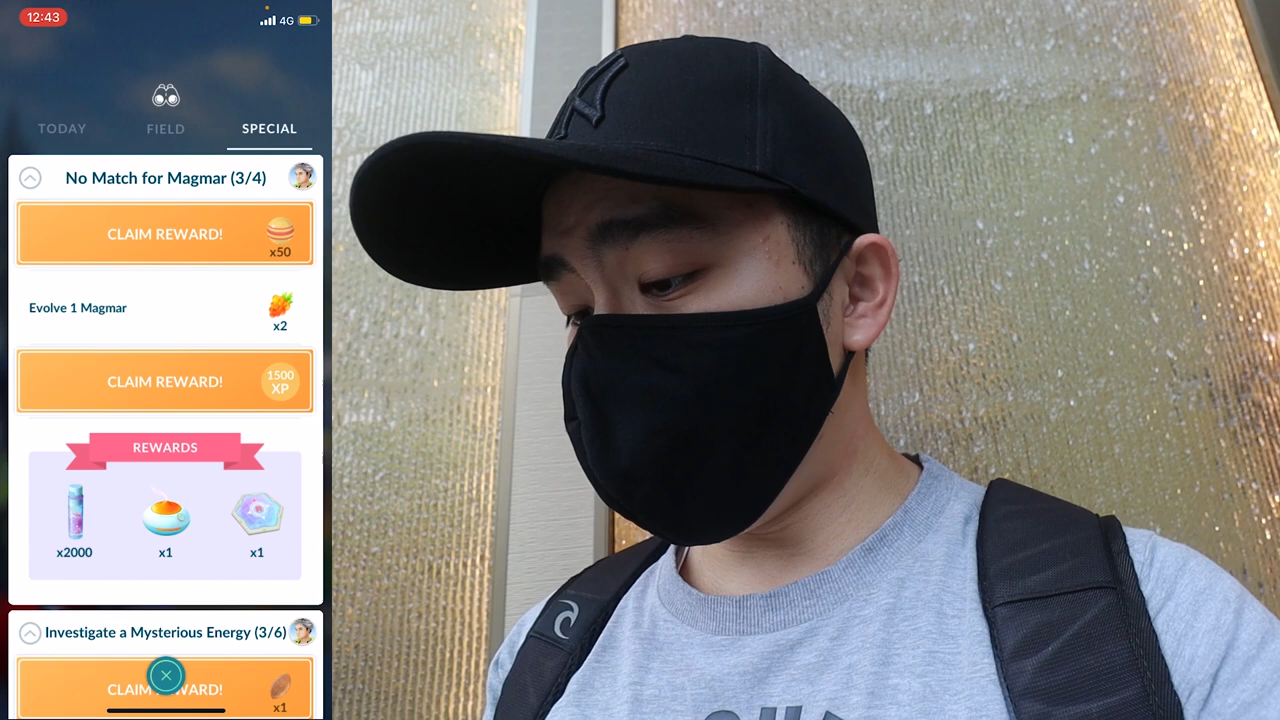 12:43
4G
TODAY
FIELD
SPECIAL
No Match for Magmar (3/4)
CLAIM REWARD!
x50
Evolve 1 Magmar
x2
CLAIM REWARD!
1500
XP
REWARDS
x2000
x1
x1
Investigate a Mysterious Energy (3/6)
x1